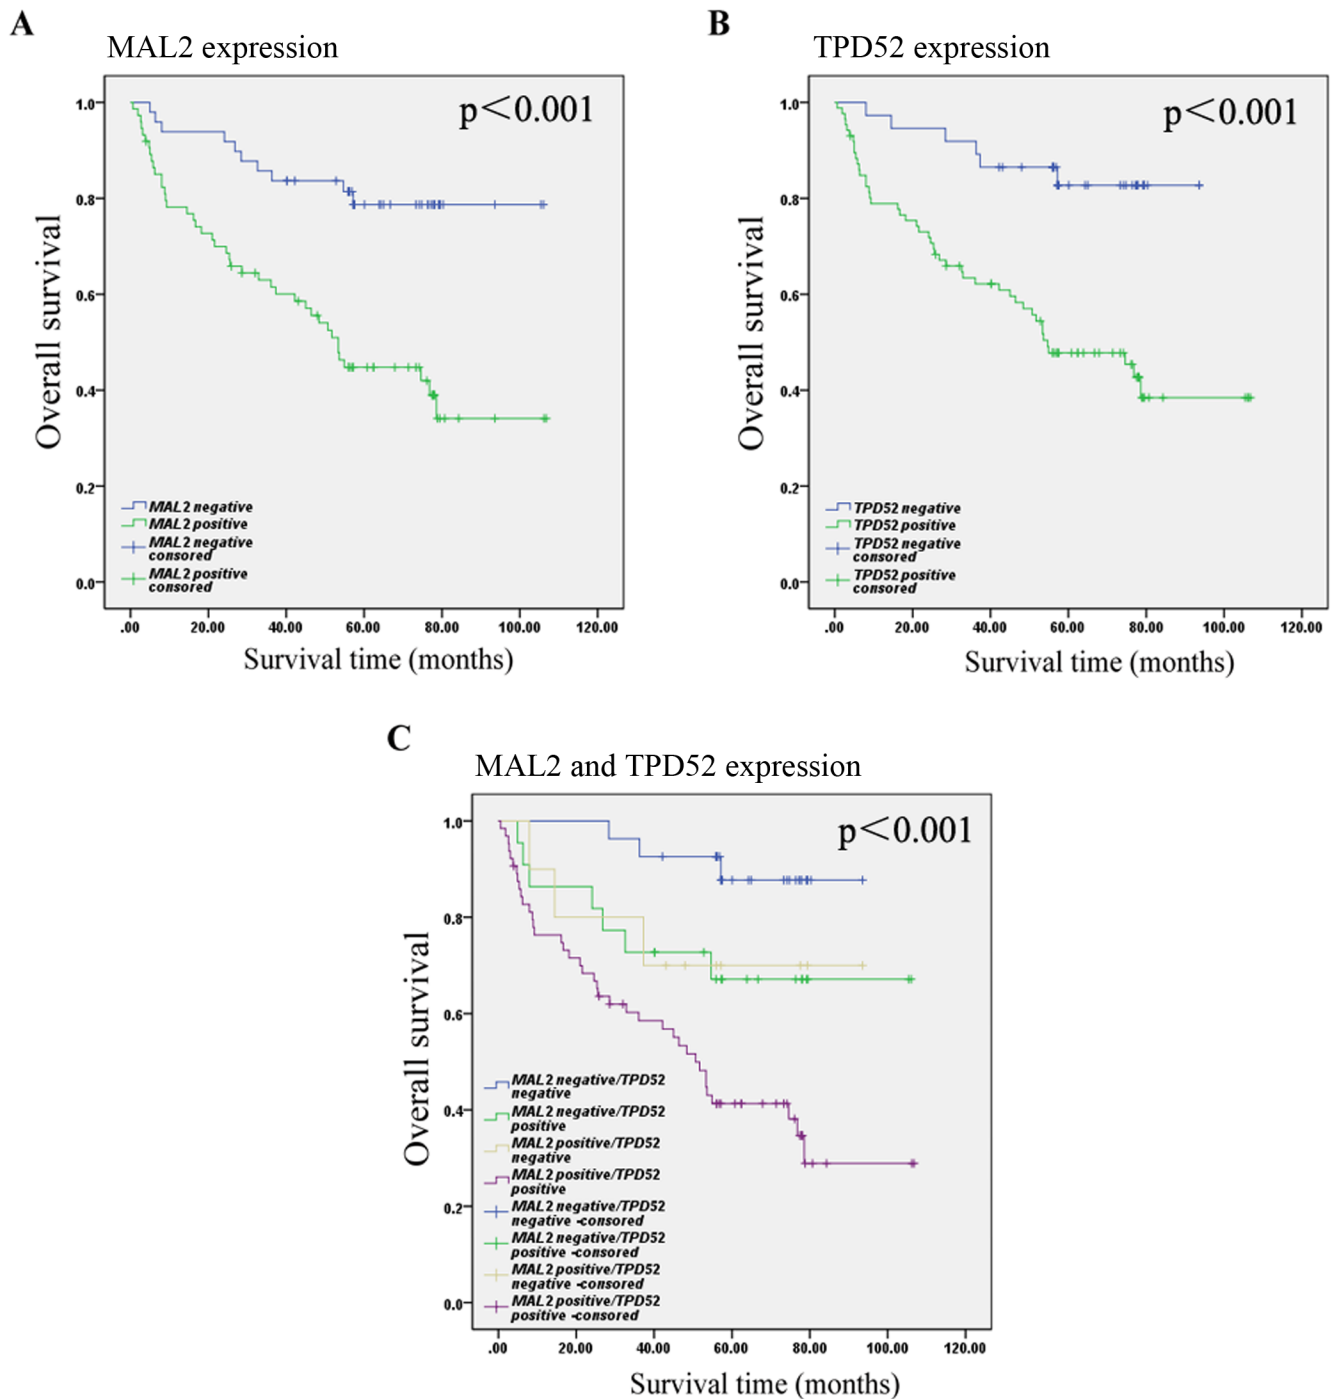 A
MAL2 expression
p<0.001
Overall survival
1.0
0.8
0.6
0.4
0.2
0.0
MAL2 negative
MAL2 positive
MAL2 negative
consored
MAL2 positive
consored
.00 20.00 40.00 60.00 80.00 100.00 120.00
Survival time (months)
B
TPD52 expression
p<0.001
Overall survival
1.0
0.8
0.6
0.4
0.2
0.0
TPD52 negative
TPD52 positive
TPD52 negative
consored
TPD52 positive
consored
.00 20.00 40.00 60.00 80.00 100.00 120.00
Survival time (months)
C
MAL2 and TPD52 expression
p<0.001
Overall survival
1.0
0.8
0.6
0.4
0.2
0.0
MAL2 negative/TPD52
negative
MAL2 negative/TPD52
positive
MAL2 positive/TPD52
negative
MAL2 positive/TPD52
positive
MAL2 negative/TPD52
negative -consored
MAL2 negative/TPD52
positive -consored
MAL2 positive/TPD52
negative -consored
MAL2 positive/TPD52
positive -consored
.00 20.00 40.00 60.00 80.00 100.00 120.00
Survival time (months)